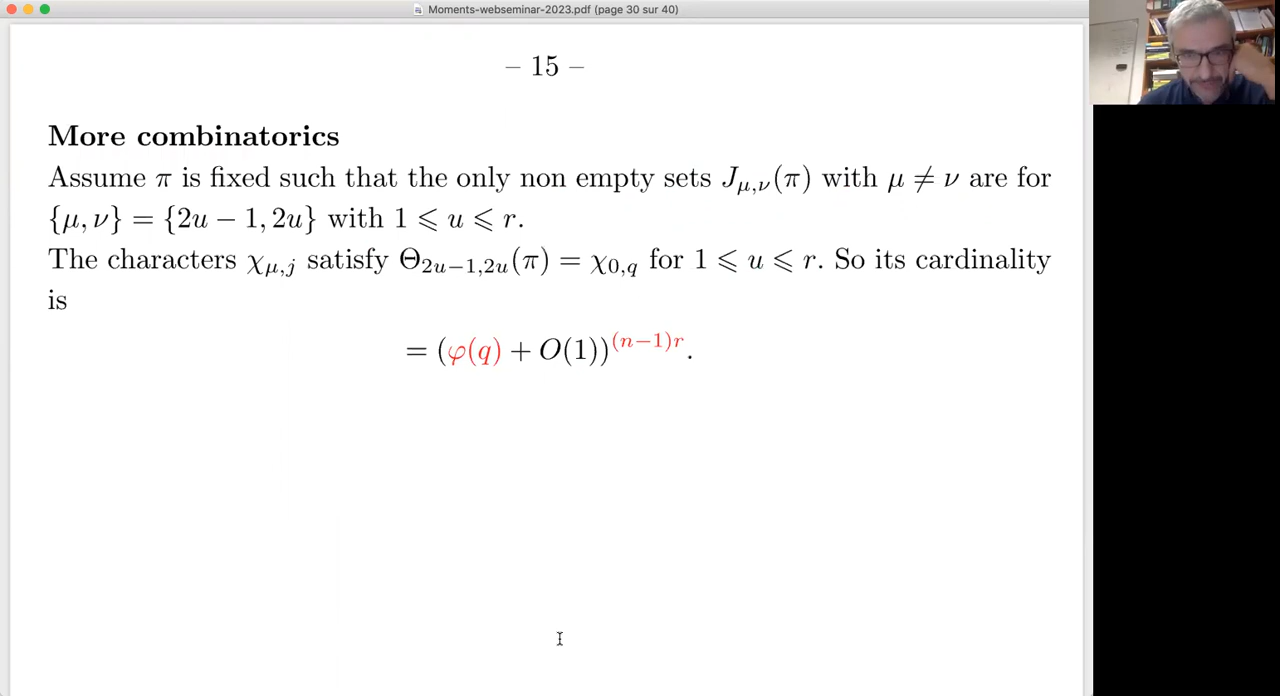 Moments-webseminar-2023.pdf (page 30 sur 40)
– 15 –
More combinatorics
Assume π is fixed such that the only non empty sets J_{μ,ν}(π) with μ ≠ ν are for
{μ, ν} = {2u − 1, 2u} with 1 ⩽ u ⩽ r.
The characters χ_{μ,j} satisfy Θ_{2u−1,2u}(π) = χ_{0,q} for 1 ⩽ u ⩽ r. So its cardinality
is
= (φ(q) + O(1))^{(n−1)r}.